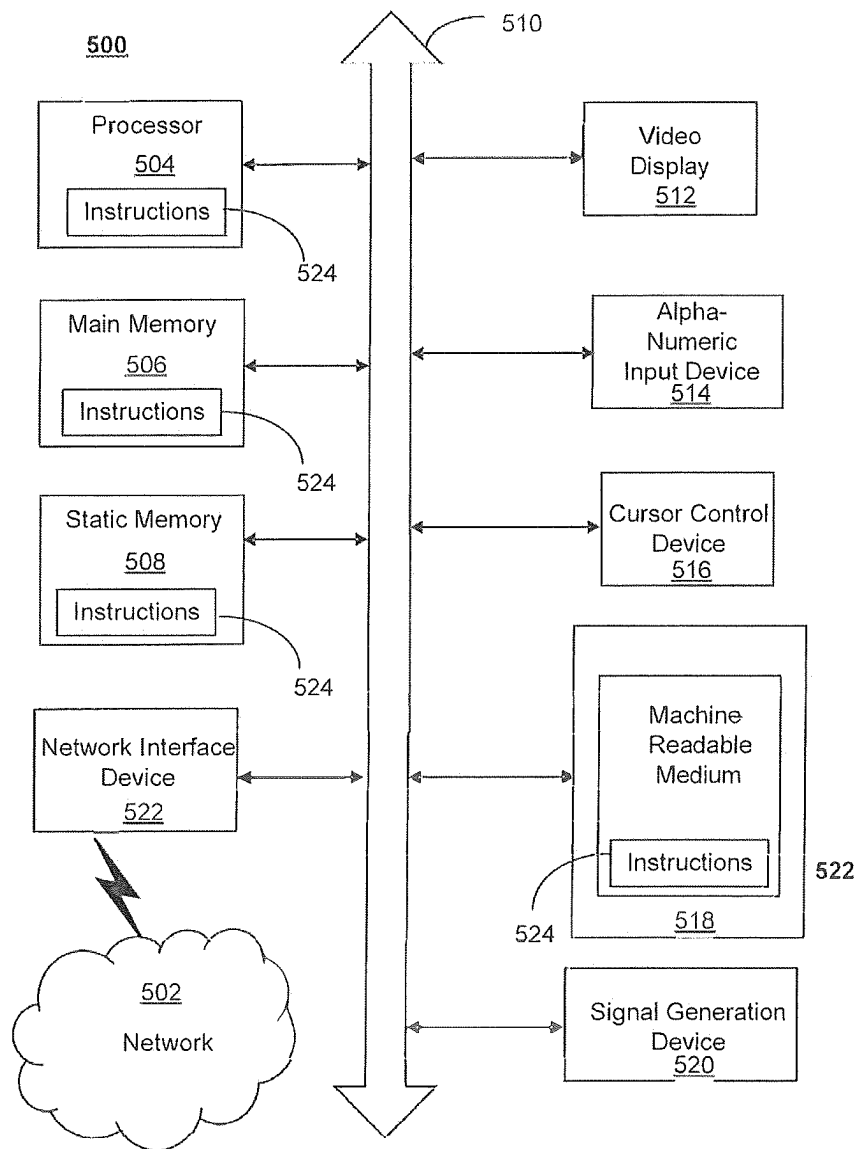 500
510
Processor
504
Instructions
524
Main Memory
506
Instructions
524
Static Memory
508
Instructions
524
Network Interface
Device
522
502
Network
Video
Display
512
Alpha-
Numeric
Input Device
514
Cursor Control
Device
516
Machine
Readable
Medium
Instructions
524
518
522
Signal Generation
Device
520